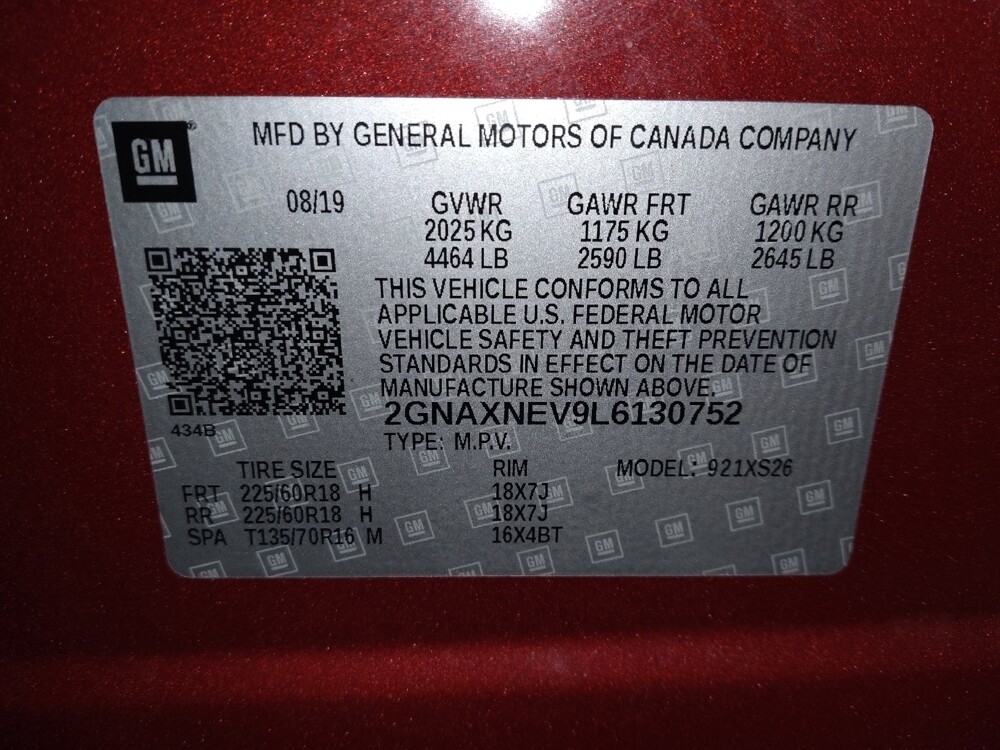 GM
MFD BY GENERAL MOTORS OF CANADA COMPANY
08/19 GVWR GAWR FRT GAWR RR
2025 KG 1175 KG 1200 KG
4464 LB 2590 LB 2645 LB
THIS VEHICLE CONFORMS TO ALL
APPLICABLE U.S. FEDERAL MOTOR
VEHICLE SAFETY AND THEFT PREVENTION
STANDARDS IN EFFECT ON THE DATE OF
MANUFACTURE SHOWN ABOVE.
2GNAXNEV9L6130752
434B
TYPE: M.P.V.
TIRE SIZE RIM MODEL: 921XS26
FRT 225/60R18 H 18X7J
RR 225/60R18 H 18X7J
SPA T135/70R16 M 16X4BT